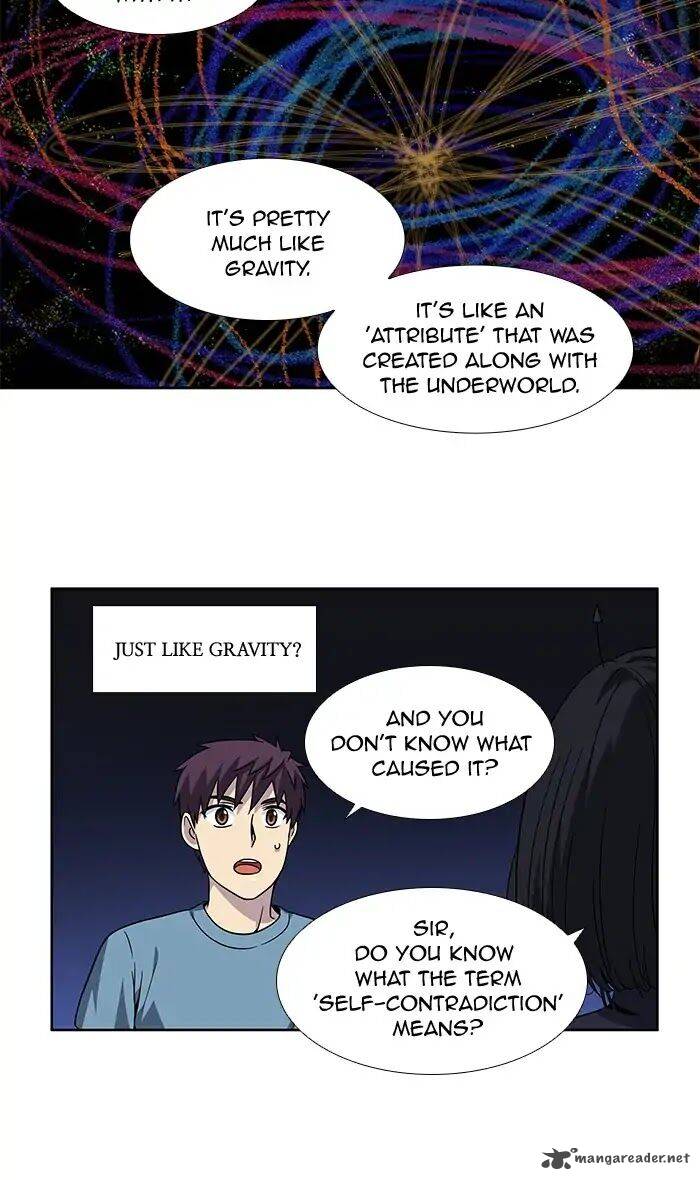 IT'S PRETTY
MUCH LIKE
GRAVITY.
IT'S LIKE AN
'ATTRIBUTE' THAT WAS
CREATED ALONG WITH
THE UNDERWORLD.
JUST LIKE GRAVITY?
AND YOU
DON'T KNOW WHAT
CAUSED IT?
SIR,
DO YOU KNOW
WHAT THE TERM
'SELF-CONTRADICTION'
MEANS?
mangareader.net